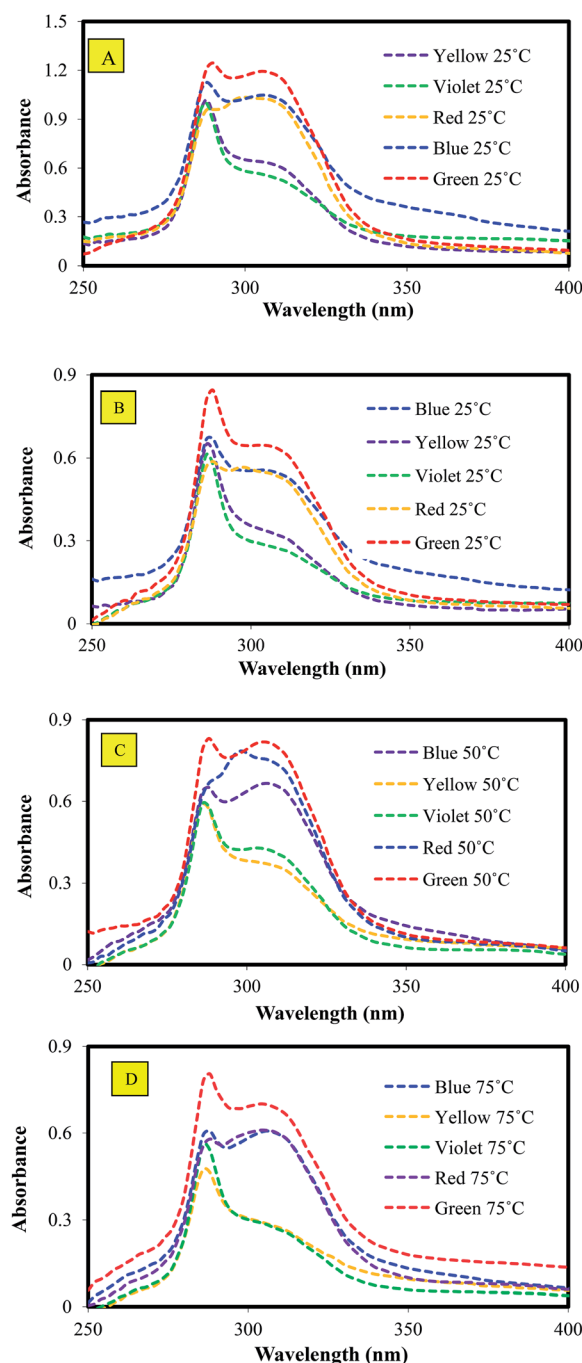 1.5
A
Yellow 25˚C
1.2
Violet 25˚C
Red 25˚C
0.9
Blue 25˚C
Green 25˚C
0.6
0.3
0
250
300
350
400
Absorbance
Wavelength (nm)
0.9
B
Blue 25˚C
Yellow 25˚C
0.6
Violet 25˚C
Red 25˚C
Green 25˚C
0.3
0
250
300
350
400
Absorbance
Wavelength (nm)
0.9
C
Blue 50˚C
Yellow 50˚C
0.6
Violet 50˚C
Red 50˚C
Green 50˚C
0.3
0
250
300
350
400
Absorbance
Wavelength (nm)
0.9
D
Blue 75˚C
Yellow 75˚C
0.6
Violet 75˚C
Red 75˚C
Green 75˚C
0.3
0
250
300
350
400
Absorbance
Wavelength (nm)